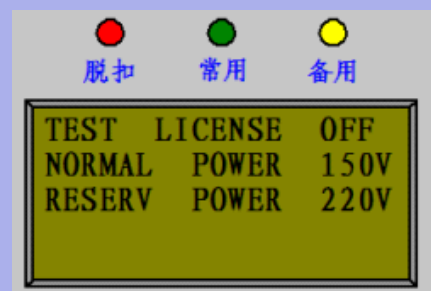 脱扣 常用 备用
TEST LICENSE OFF
NORMAL POWER 150V
RESERV POWER 220V